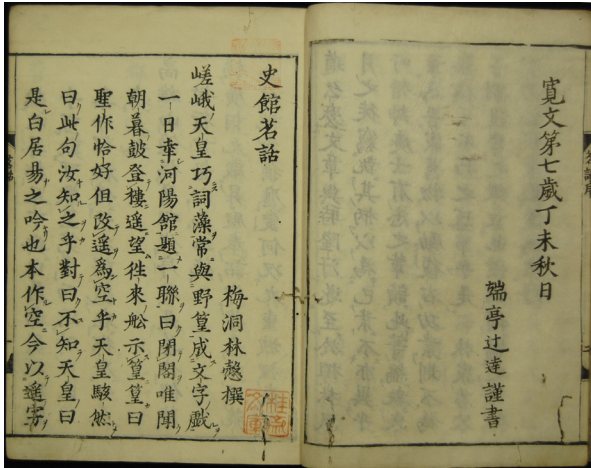 寛文第七歳丁未秋日
端亭辻達謹書
史館茗話
梅洞林愨撰
嵯峨天皇巧詞藻常與野篁成文字戲
一日幸河陽館題一聯曰閉閣唯聞
朝暮鼓登樓遥望徃來舩示篁篁曰
聖作恰好但改遥爲空乎天皇駭然
曰此句汝知之乎對曰不知天皇曰
是白居易之吟也本作空今以遥字